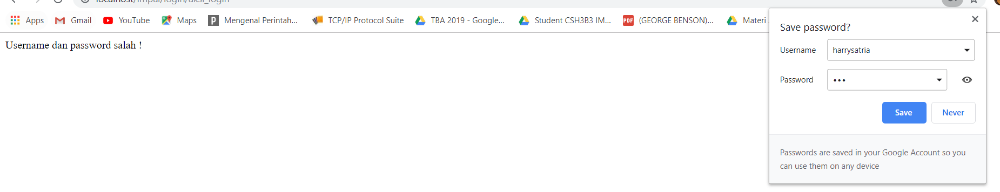 localhost/impal/login/aksi_login
Apps Gmail YouTube Maps Mengenal Perintah... TCP/IP Protocol Suite TBA 2019 - Google... Student CSH3B3 IM... PDF (GEORGE BENSON)... Materi
Username dan password salah !
Save password?
Username harrysatria
Password •••
Save Never
Passwords are saved in your Google Account so you
can use them on any device